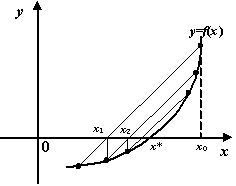 y
y=f(x)
x₁ x₂
0 x* x₀ x